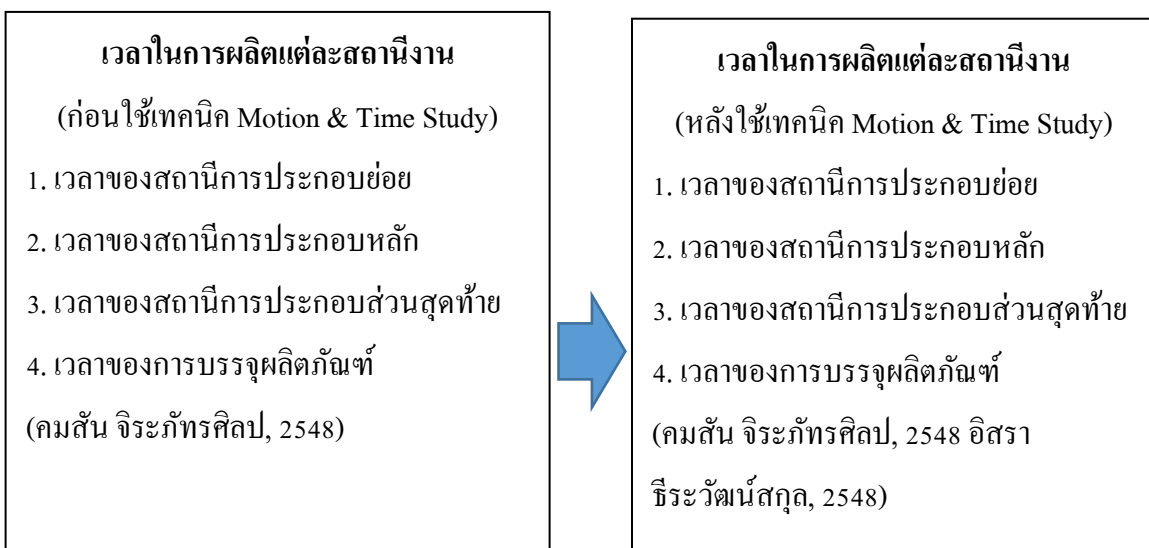 เวลาในการผลิตแต่ละสถานีงาน
(ก่อนใช้เทคนิค Motion & Time Study)
1. เวลาของสถานีการประกอบย่อย
2. เวลาของสถานีการประกอบหลัก
3. เวลาของสถานีการประกอบส่วนสุดท้าย
4. เวลาของการบรรจุผลิตภัณฑ์
(คมสัน จิระภัทรศิลป, 2548)
เวลาในการผลิตแต่ละสถานีงาน
(หลังใช้เทคนิค Motion & Time Study)
1. เวลาของสถานีการประกอบย่อย
2. เวลาของสถานีการประกอบหลัก
3. เวลาของสถานีการประกอบส่วนสุดท้าย
4. เวลาของการบรรจุผลิตภัณฑ์
(คมสัน จิระภัทรศิลป, 2548 อิสรา
ธีระวัฒน์สกุล, 2548)